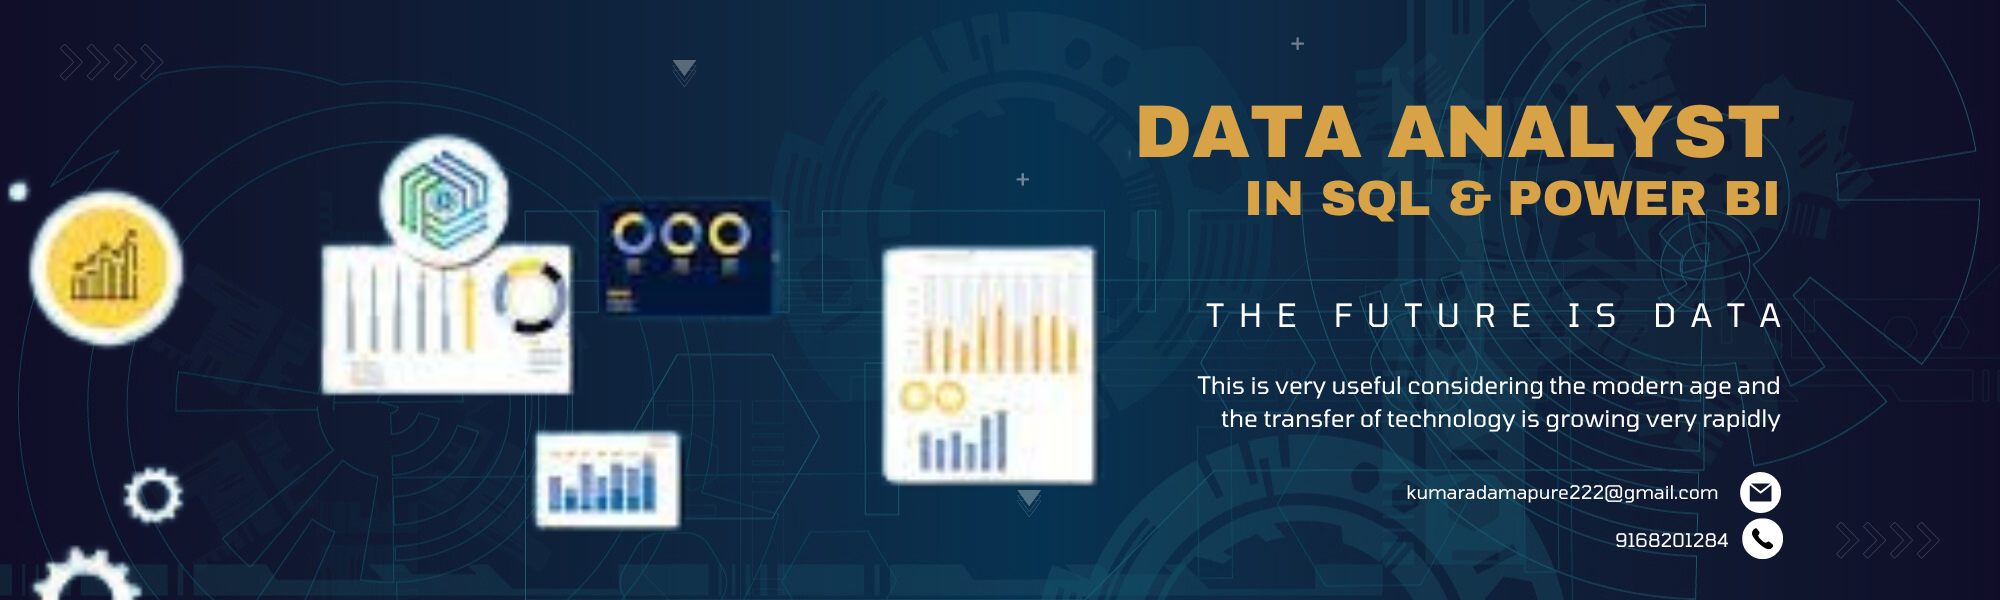 DATA ANALYST
IN SQL & POWER BI
THE FUTURE IS DATA
This is very useful considering the modern age and
the transfer of technology is growing very rapidly
kumaradamapure222@gmail.com
9168201284